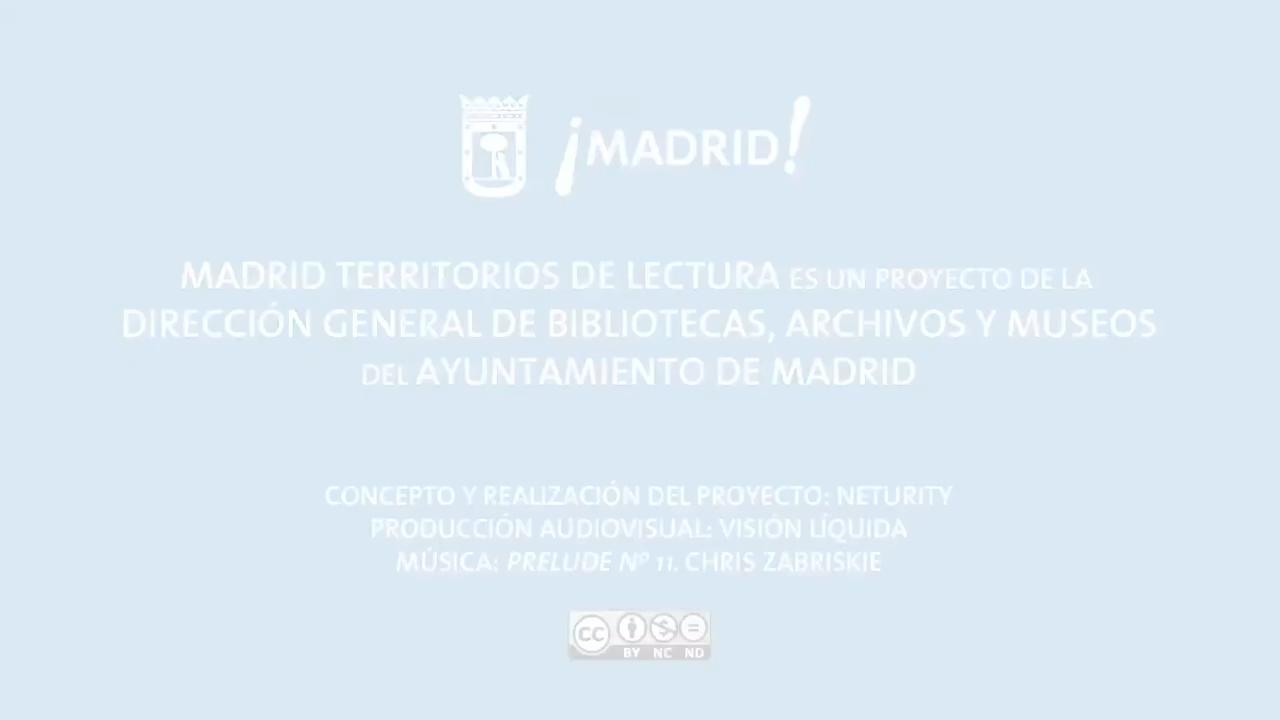 ¡MADRID!
MADRID TERRITORIOS DE LECTURA ES UN PROYECTO DE LA
DIRECCIÓN GENERAL DE BIBLIOTECAS, ARCHIVOS Y MUSEOS
DEL AYUNTAMIENTO DE MADRID
CONCEPTO Y REALIZACIÓN DEL PROYECTO: NETURITY
PRODUCCIÓN AUDIOVISUAL: VISIÓN LÍQUIDA
MÚSICA: PRELUDE Nº 11. CHRIS ZABRISKIE
CC BY NC ND